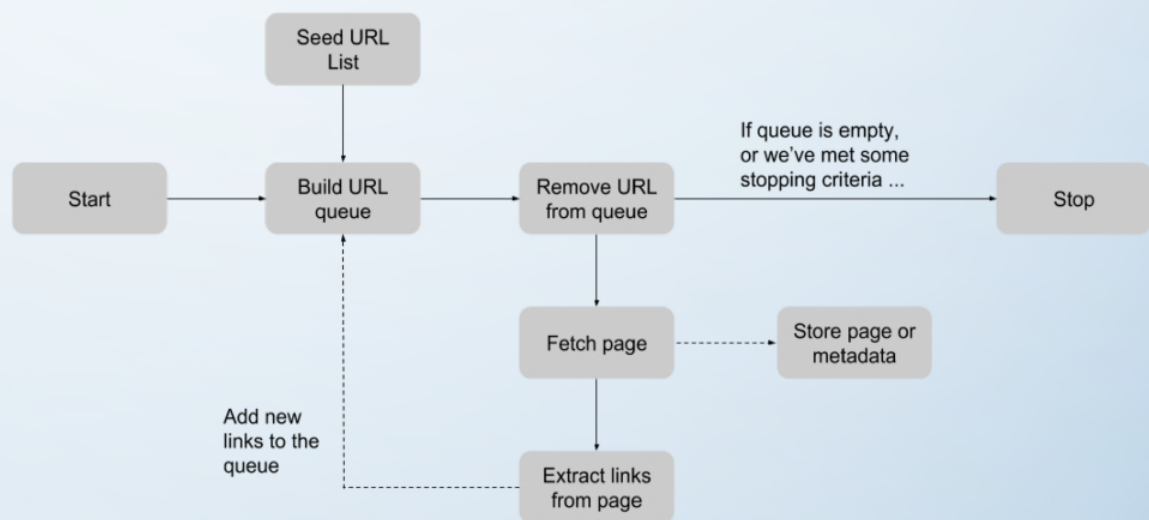 Seed URL
List
Start
Build URL
queue
Remove URL
from queue
If queue is empty,
or we've met some
stopping criteria ...
Stop
Fetch page
Store page or
metadata
Add new
links to the
queue
Extract links
from page